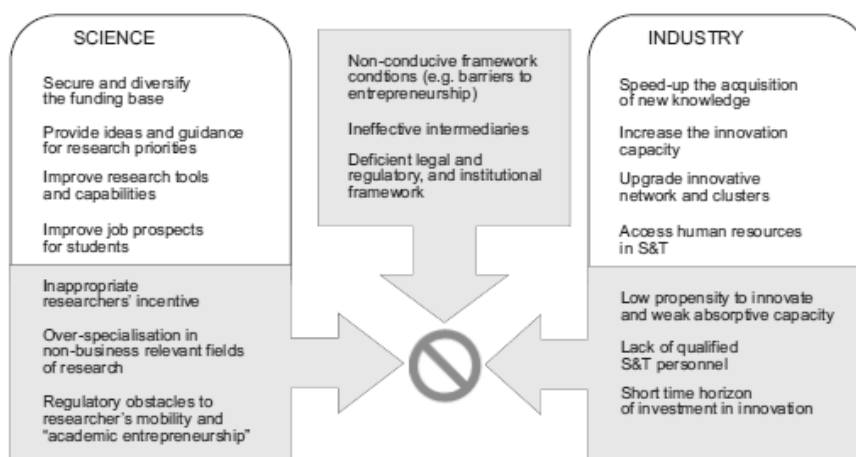 SCIENCE
Secure and diversify
the funding base
Provide ideas and guidance
for research priorities
Improve research tools
and capabilities
Improve job prospects
for students
Inappropriate
researchers' incentive
Over-specialisation in
non-business relevant fields
of research
Regulatory obstacles to
researcher's mobility and
"academic entrepreneurship"
Non-conducive framework
condtions (e.g. barriers to
entrepreneurship)
Ineffective intermediaries
Deficient legal and
regulatory, and institutional
framework
INDUSTRY
Speed-up the acquisition
of new knowledge
Increase the innovation
capacity
Upgrade innovative
network and clusters
Access human resources
in S&T
Low propensity to innovate
and weak absorptive capacity
Lack of qualified
S&T personnel
Short time horizon
of investment in innovation